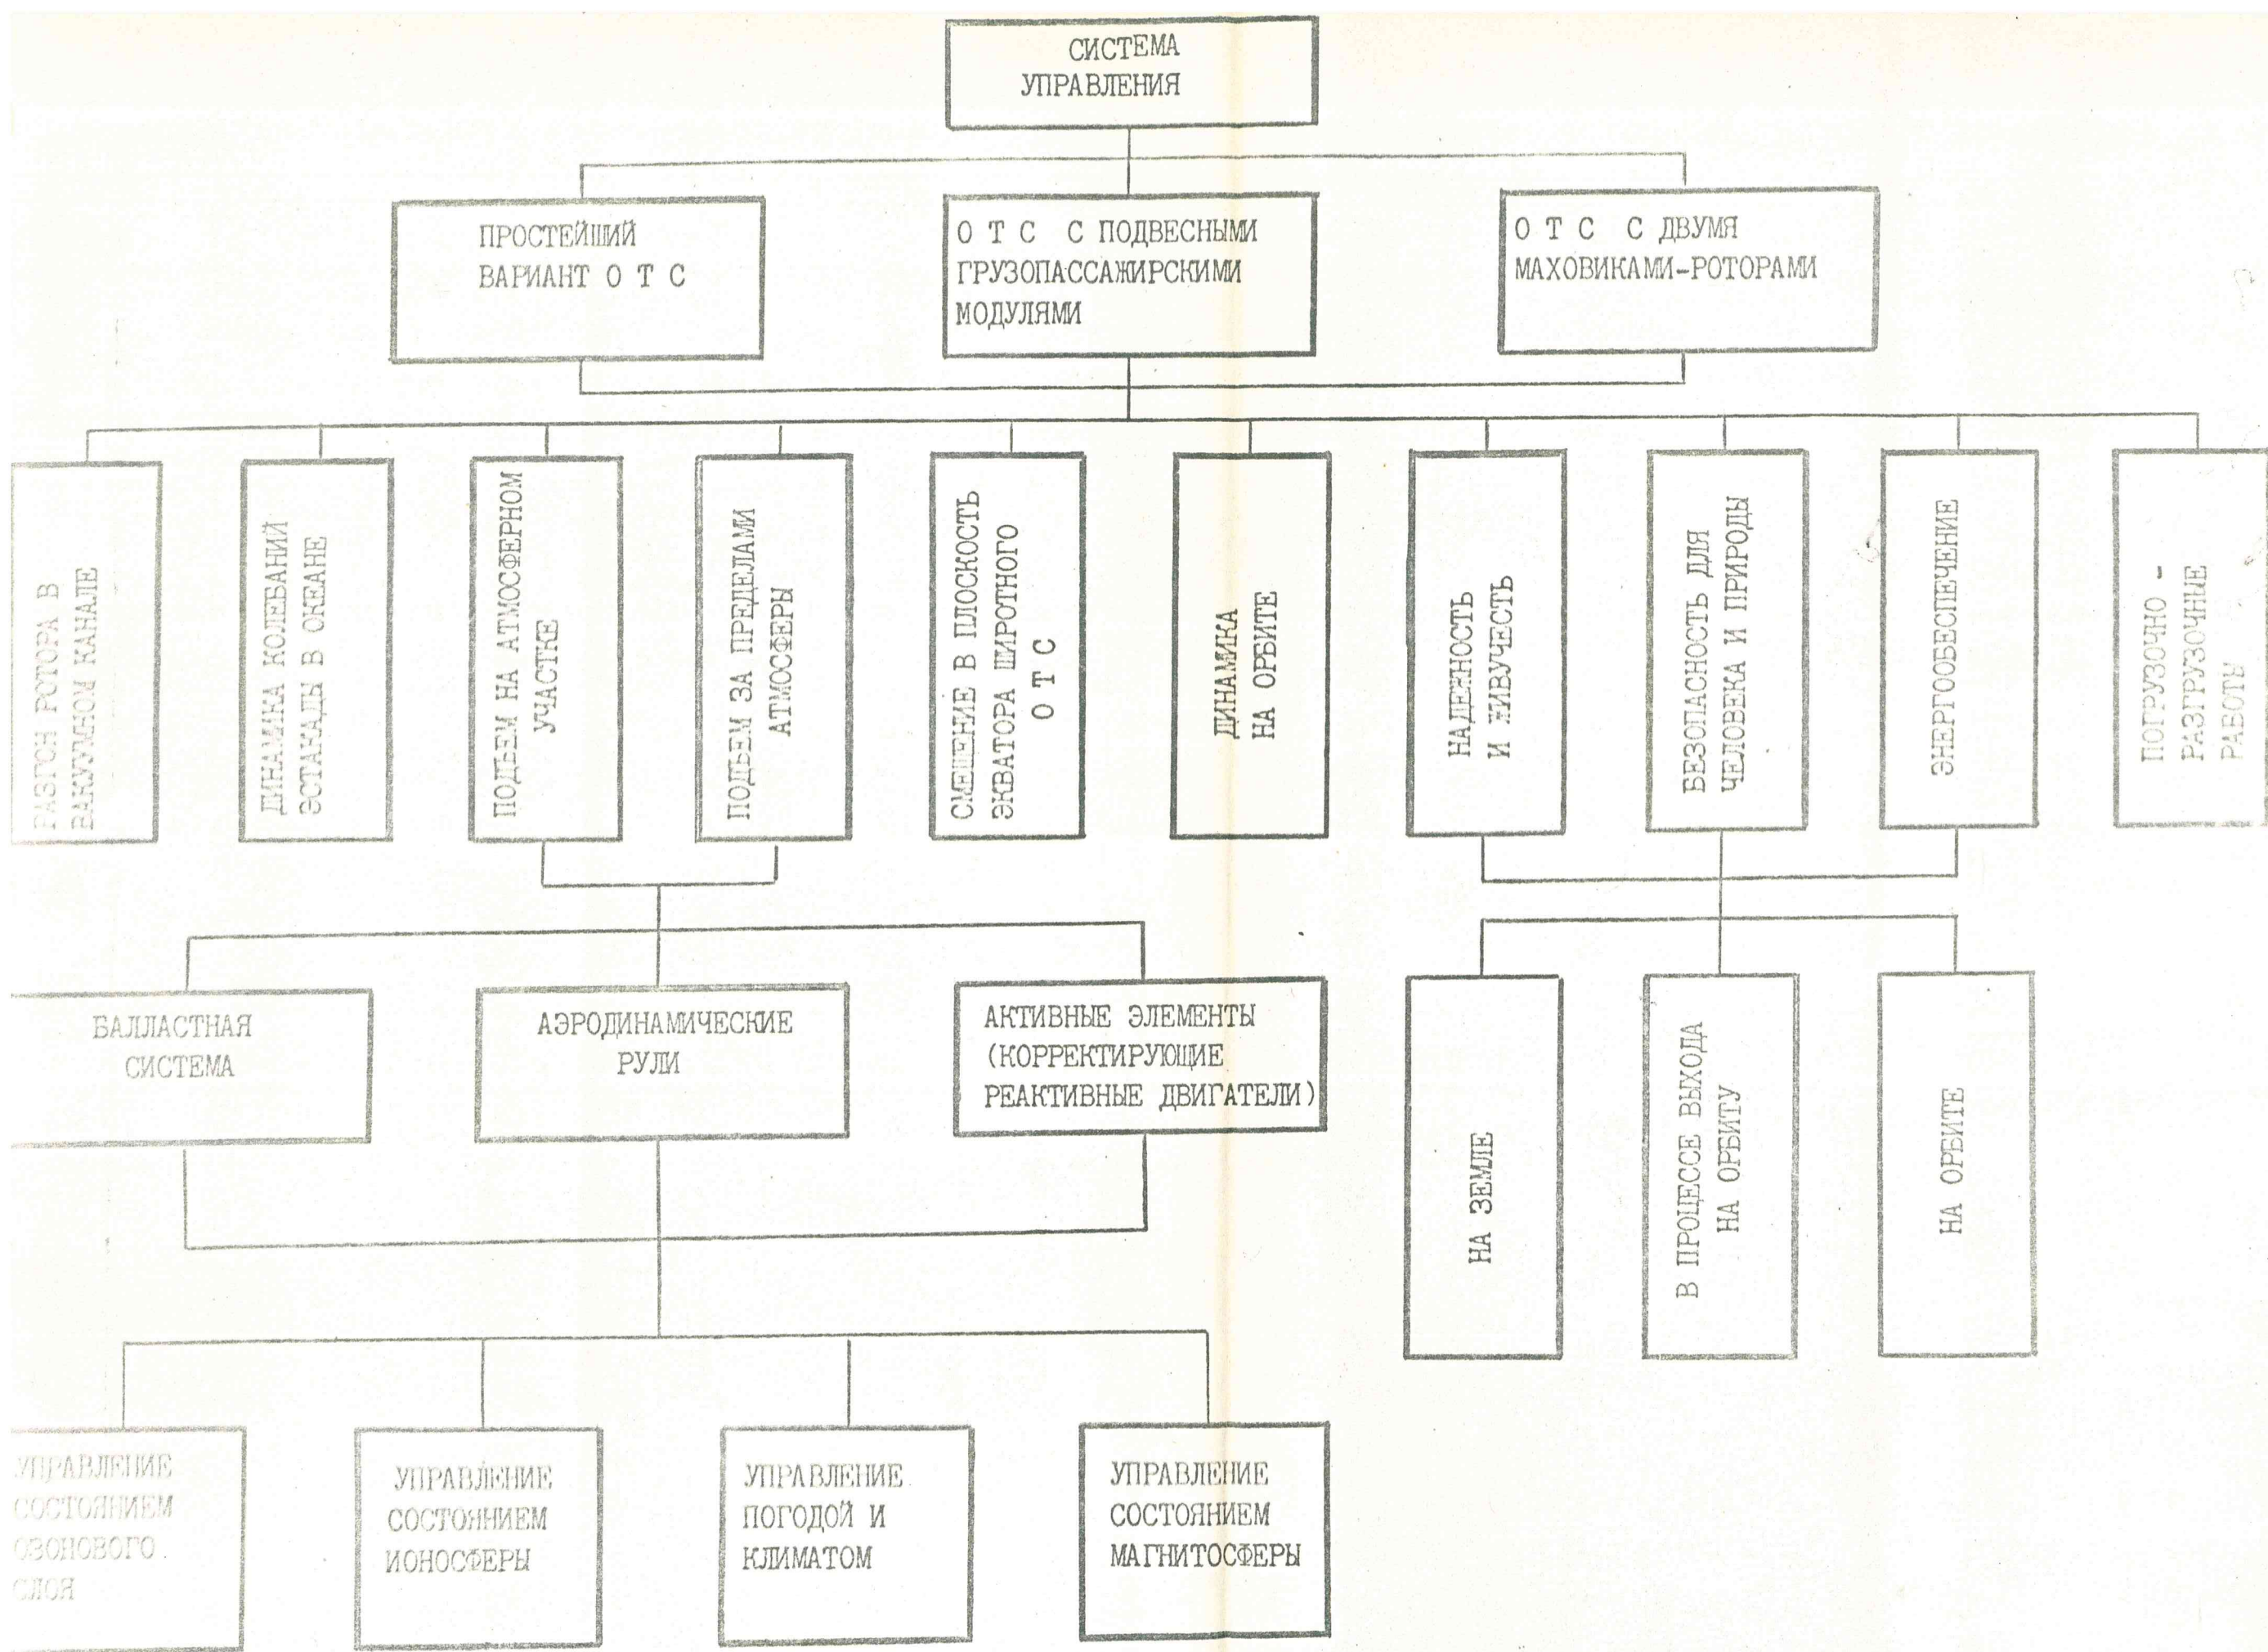 СИСТЕМА
УПРАВЛЕНИЯ
ПРОСТЕЙШИЙ
ВАРИАНТ О Т С
О Т С С ПОДВЕСНЫМИ
ГРУЗОПАССАЖИРСКИМИ
МОДУЛЯМИ
О Т С С ДВУМЯ
МАХОВИКАМИ-РОТОРАМИ
РАЗГОН РОТОРА В
ВАКУУМНОМ КАНАЛЕ
ДИНАМИКА КОЛЕБАНИЙ
ЭСТАКАДЫ В ОКЕАНЕ
ПОДЬЕМ НА АТМОСФЕРНОМ
УЧАСТКЕ
ПОДЬЕМ ЗА ПРЕДЕЛАМИ
АТМОСФЕРЫ
СМЕЩЕНИЕ В ПЛОСКОСТЬ
ЭКВАТОРА ШИРОТНОГО
О Т С
ДИНАМИКА
НА ОРБИТЕ
НАДЕЖНОСТЬ
И ЖИВУЧЕСТЬ
БЕЗОПАСНОСТЬ ДЛЯ
ЧЕЛОВЕКА И ПРИРОДЫ
ЭНЕРГООБЕСПЕЧЕНИЕ
ПОГРУЗОЧНО -
РАЗГРУЗОЧНЫЕ
РАБОТЫ
БАЛЛАСТНАЯ
СИСТЕМА
АЭРОДИНАМИЧЕСКИЕ
РУЛИ
АКТИВНЫЕ ЭЛЕМЕНТЫ
(КОРРЕКТИРУЮЩИЕ
РЕАКТИВНЫЕ ДВИГАТЕЛИ)
НА ЗЕМЛЕ
В ПРОЦЕССЕ ВЫХОДА
НА ОРБИТУ
НА ОРБИТЕ
УПРАВЛЕНИЕ
СОСТОЯНИЕМ
ОЗОНОВОГО
СЛОЯ
УПРАВЛЕНИЕ
СОСТОЯНИЕМ
ИОНОСФЕРЫ
УПРАВЛЕНИЕ
ПОГОДОЙ И
КЛИМАТОМ
УПРАВЛЕНИЕ
СОСТОЯНИЕМ
МАГНИТОСФЕРЫ